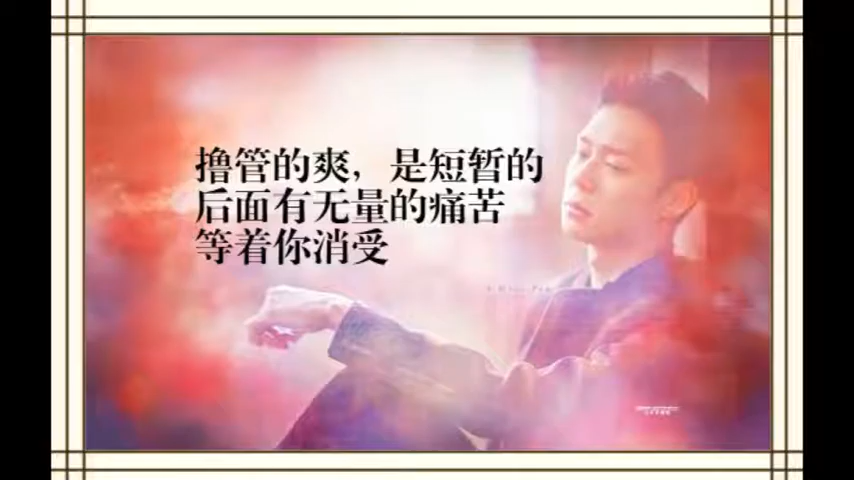 撸管的爽，是短暂的
后面有无量的痛苦
等着你消受